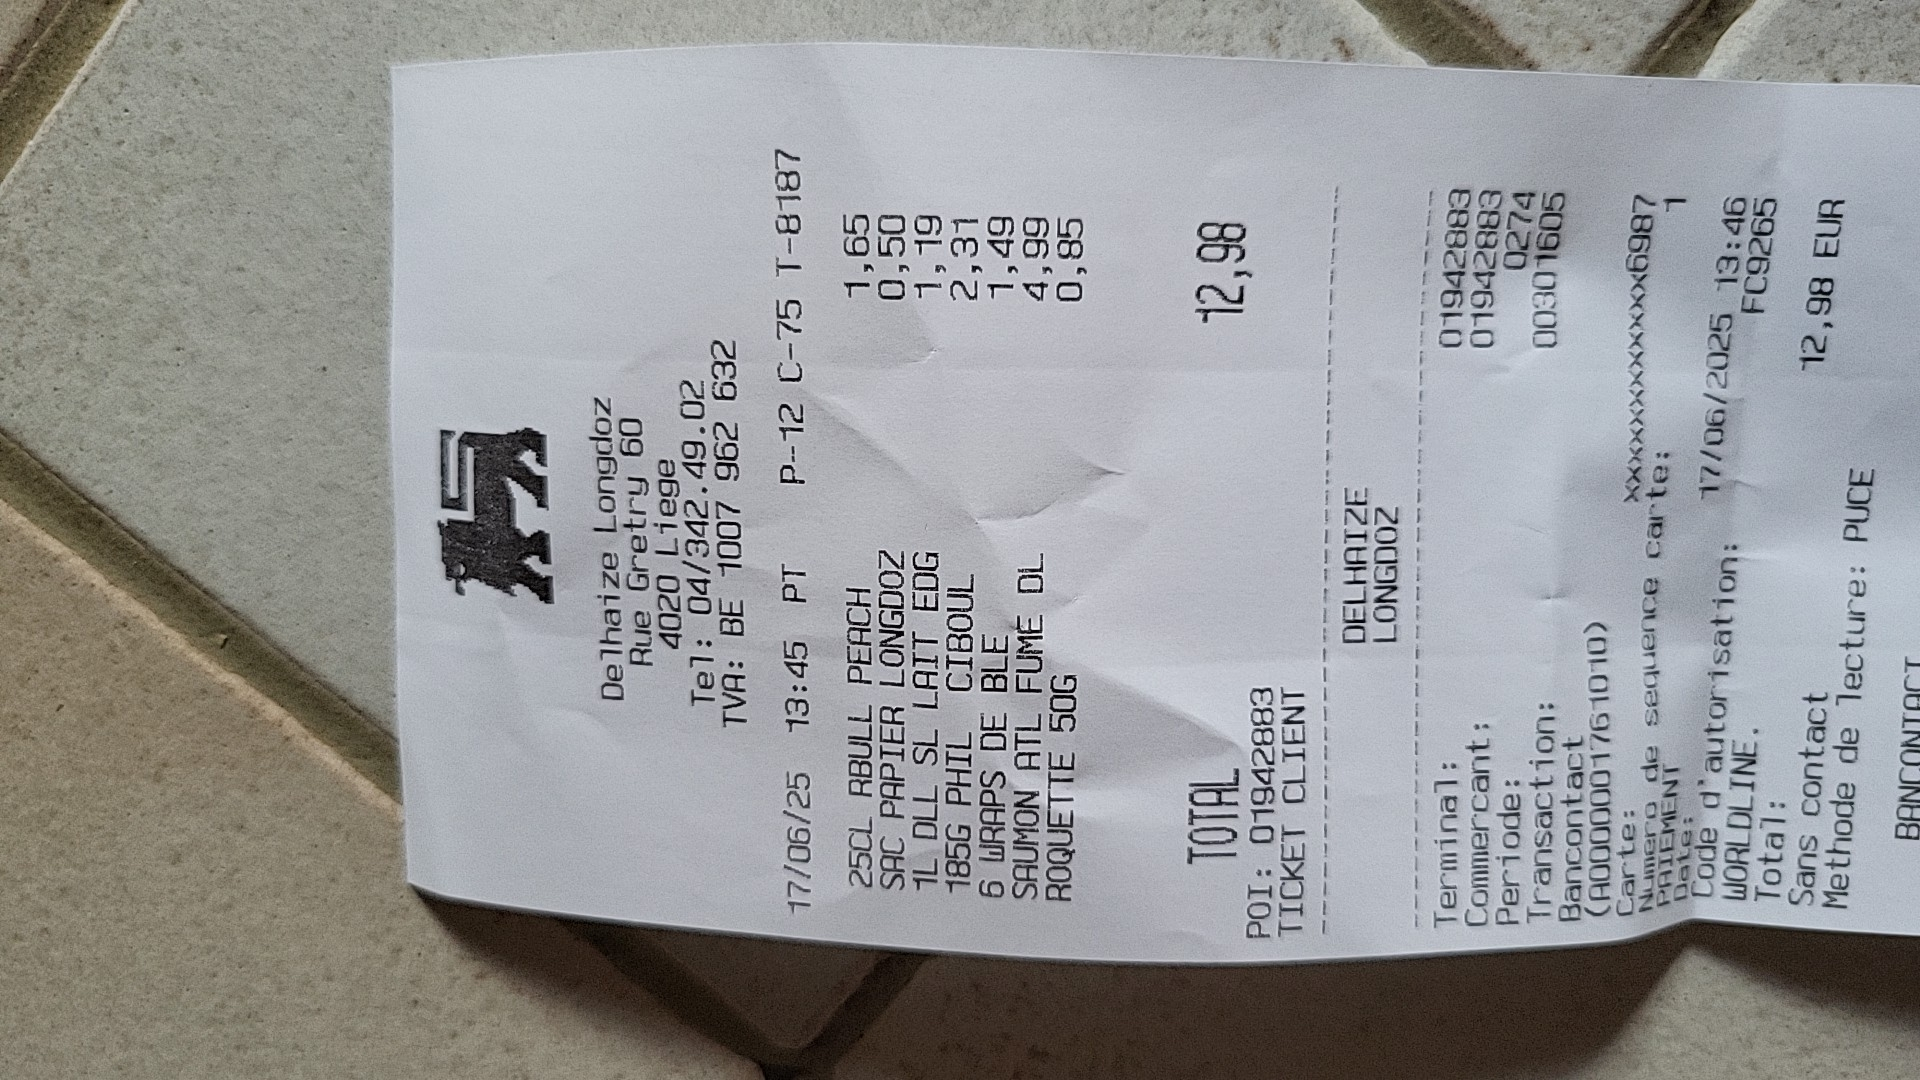 Delhaize Longdoz
Rue Gretry 60
4020 Liege
Tel: 04/342.49.02
TVA: BE 1007 962 632
17/06/25 13:45 PT P-12 C-75 T-8187
25CL RBULL PEACH 1,65
SAC PAPIER LONGDOZ 0,50
1L DLL SL LAIT EDG 1,19
185G PHIL CIBOUL 2,31
6 WRAPS DE BLE 1,49
SAUMON ATL FUME DL 4,99
ROQUETTE 50G 0,85
TOTAL 12,98
POI: 01942883
TICKET CLIENT
DELHAIZE
LONGDOZ
Terminal: 01942883
Commercant: 01942883
Periode: 0274
Transaction: 00301605
Bancontact
(A0000001761010)
Carte: xxxxxxxxxxxxx6987
Numero de sequence carte: 1
PAIEMENT
Date: 17/06/2025 13:46
Code d'autorisation: FC9265
WORLDLINE.
Total: 12,98 EUR
Sans contact
Methode de lecture: PUCE
BANCONTACT